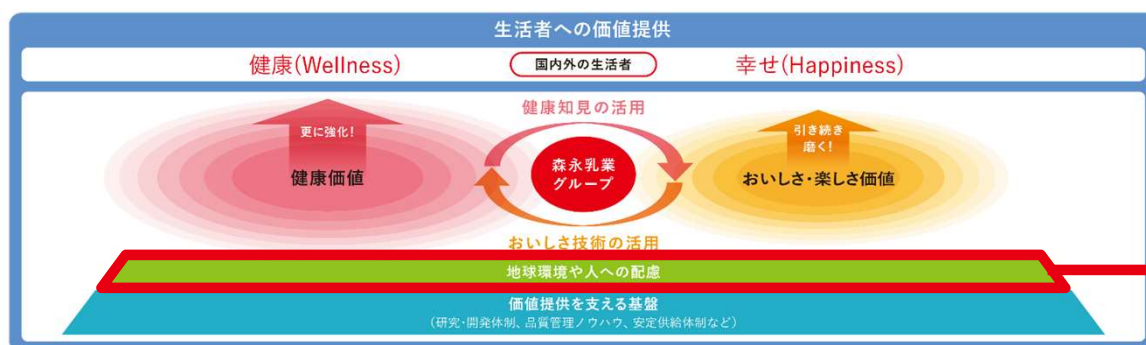 生活者への価値提供
健康(Wellness)
国内外の生活者
幸せ(Happiness)
健康知見の活用
更に強化!
引き続き
磨く!
健康価値
森永乳業
グループ
おいしさ・楽しさ価値
おいしさ技術の活用
地球環境や人への配慮
価値提供を支える基盤
(研究・開発体制、品質管理ノウハウ、安定供給体制など)